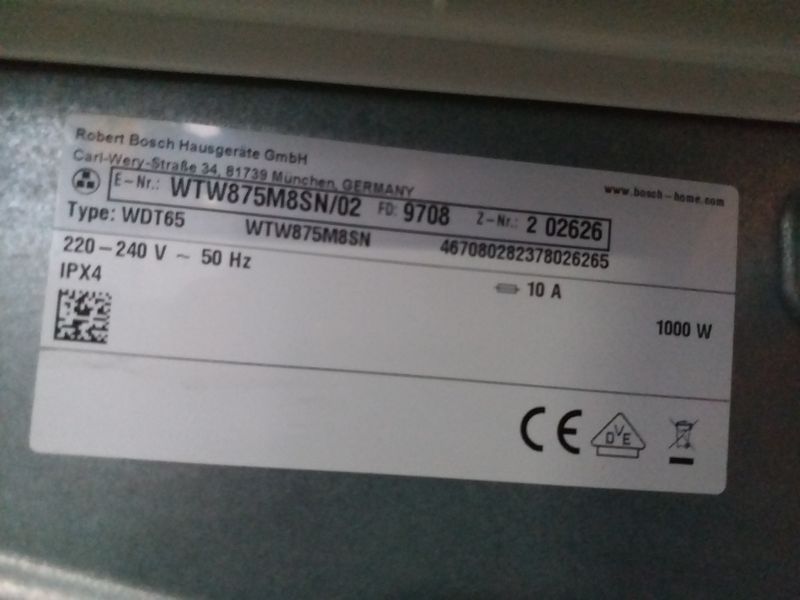 Robert Bosch Hausgeräte GmbH
Carl-Wery-Straße 34, 81739 München, GERMANY
www.bosch-home.com
E-Nr.: WTW875M8SN/02 FD: 9708 Z-Nr.: 2 02626
Type: WDT65 WTW875M8SN 467080282378026265
220-240 V ~ 50 Hz
IPX4
10 A
1000 W
CE
DVE